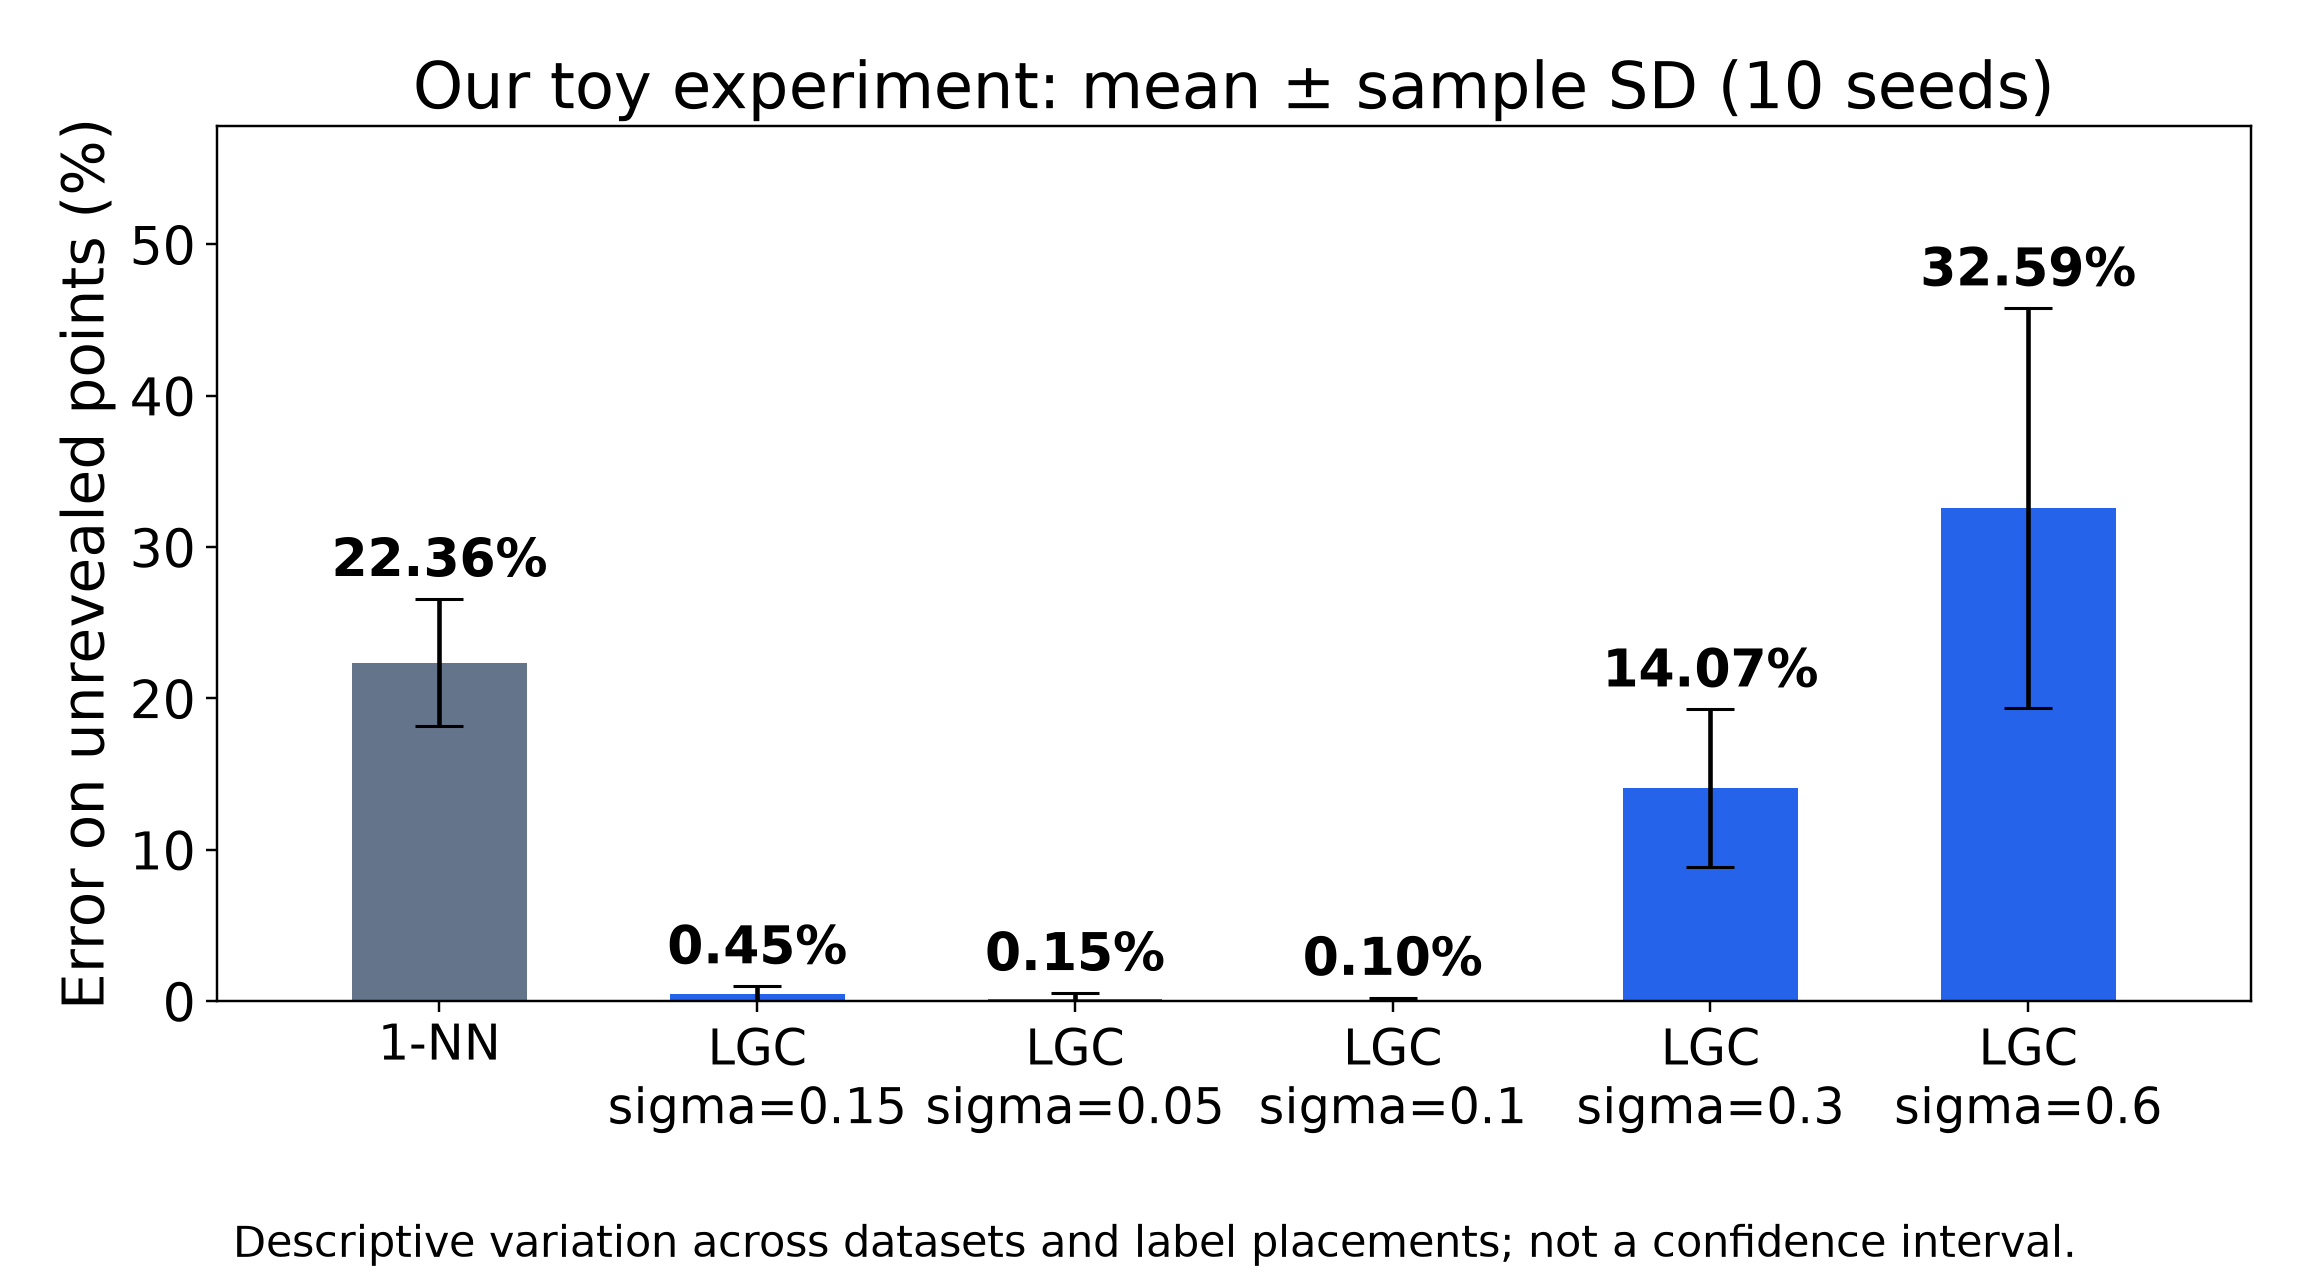 Our toy experiment: mean ± sample SD (10 seeds)
Error on unrevealed points (%)
50
40
30
20
10
0
22.36%
0.45%
0.15%
0.10%
14.07%
32.59%
1-NN
LGC
sigma=0.15
LGC
sigma=0.05
LGC
sigma=0.1
LGC
sigma=0.3
LGC
sigma=0.6
Descriptive variation across datasets and label placements; not a confidence interval.